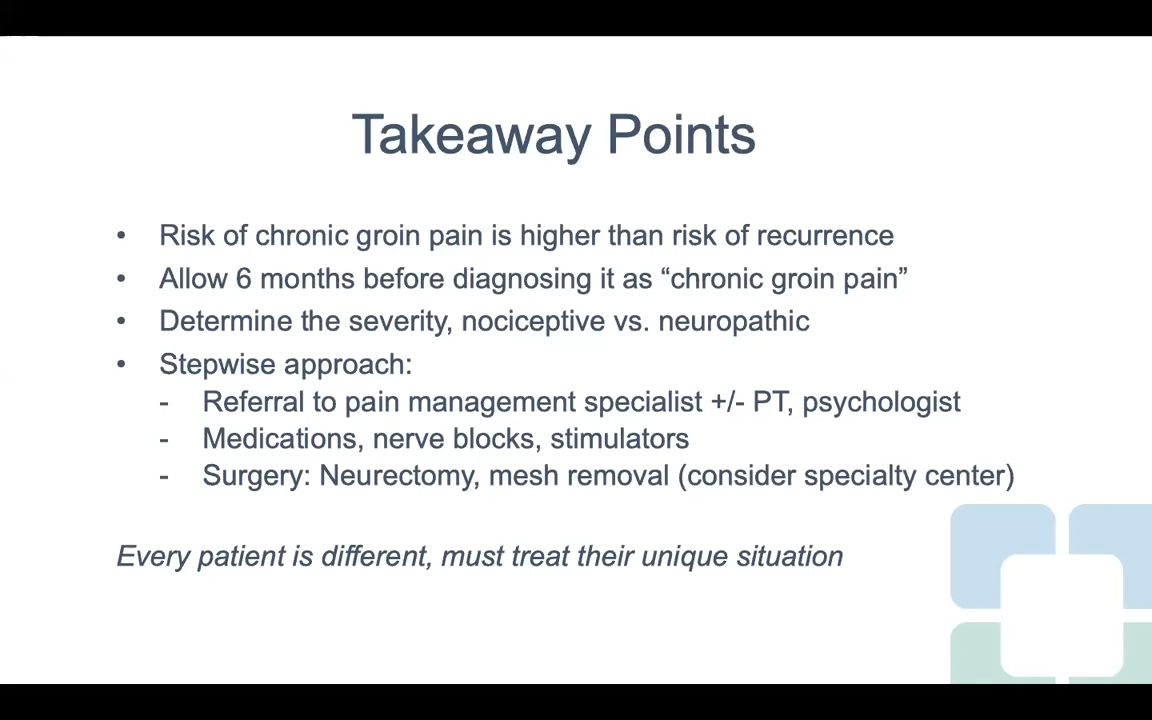 Takeaway Points
• Risk of chronic groin pain is higher than risk of recurrence
• Allow 6 months before diagnosing it as “chronic groin pain”
• Determine the severity, nociceptive vs. neuropathic
• Stepwise approach:
- Referral to pain management specialist +/- PT, psychologist
- Medications, nerve blocks, stimulators
- Surgery: Neurectomy, mesh removal (consider specialty center)
Every patient is different, must treat their unique situation